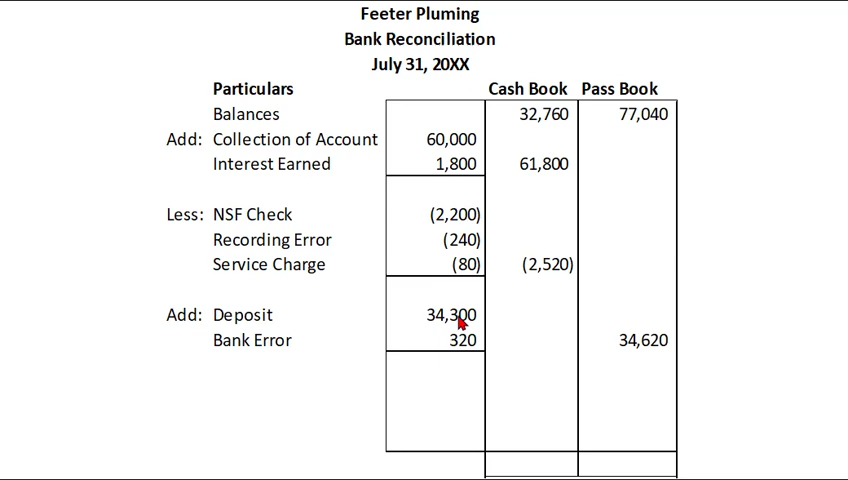 Feeter Pluming
Bank Reconciliation
July 31, 20XX
Particulars Cash Book Pass Book
Balances 32,760 77,040
Add: Collection of Account 60,000
Interest Earned 1,800 61,800
Less: NSF Check (2,200)
Recording Error (240)
Service Charge (80) (2,520)
Add: Deposit 34,300
Bank Error 320 34,620